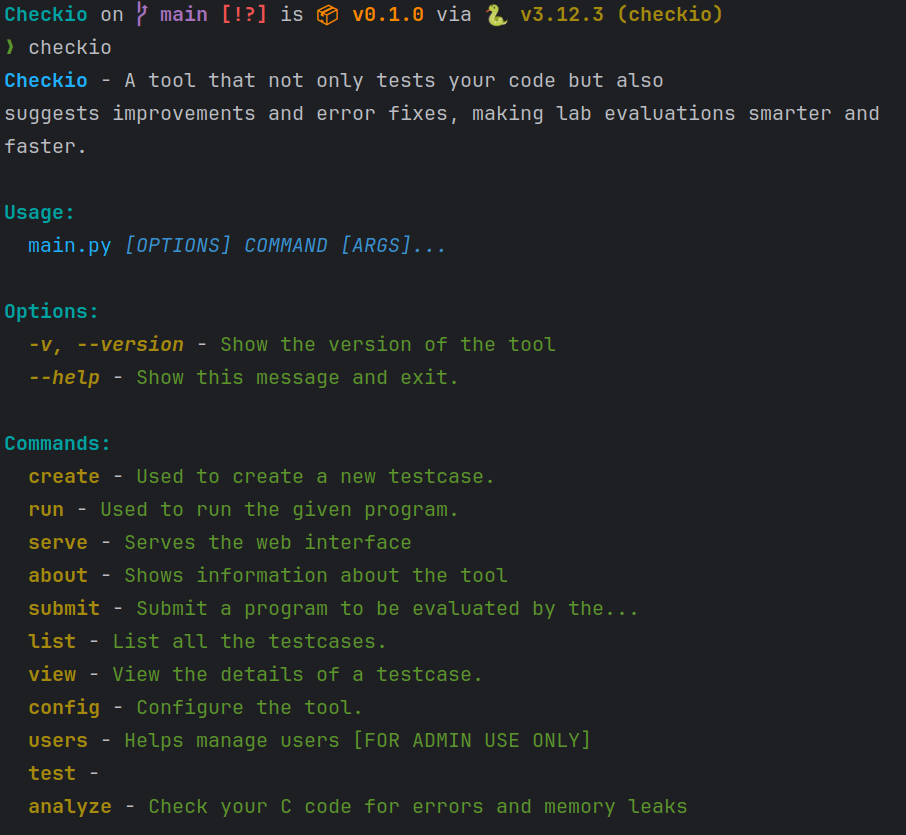 Checkio on main [!?] is 📦 v0.1.0 via 🐍 v3.12.3 (checkio)
❫ checkio
Checkio - A tool that not only tests your code but also
suggests improvements and error fixes, making lab evaluations smarter and
faster.
Usage:
main.py [OPTIONS] COMMAND [ARGS]...
Options:
-v, --version - Show the version of the tool
--help - Show this message and exit.
Commands:
create - Used to create a new testcase.
run - Used to run the given program.
serve - Serves the web interface
about - Shows information about the tool
submit - Submit a program to be evaluated by the...
list - List all the testcases.
view - View the details of a testcase.
config - Configure the tool.
users - Helps manage users [FOR ADMIN USE ONLY]
test -
analyze - Check your C code for errors and memory leaks